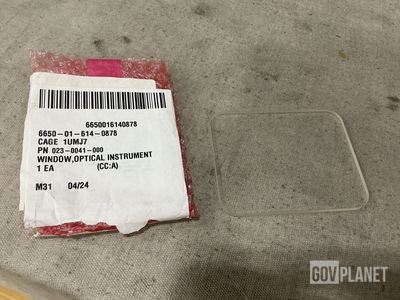 6650016140878
6650-01-614-0878
CAGE 1UMJ7
PN 023-0041-000
WINDOW,OPTICAL INSTRUMENT
1 EA (CC:A)
M31 04/24
GOVPLANET